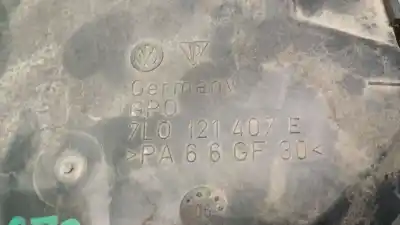 Germany
GPO
7L0 121 407 E
>PA 6 6 GF 30<